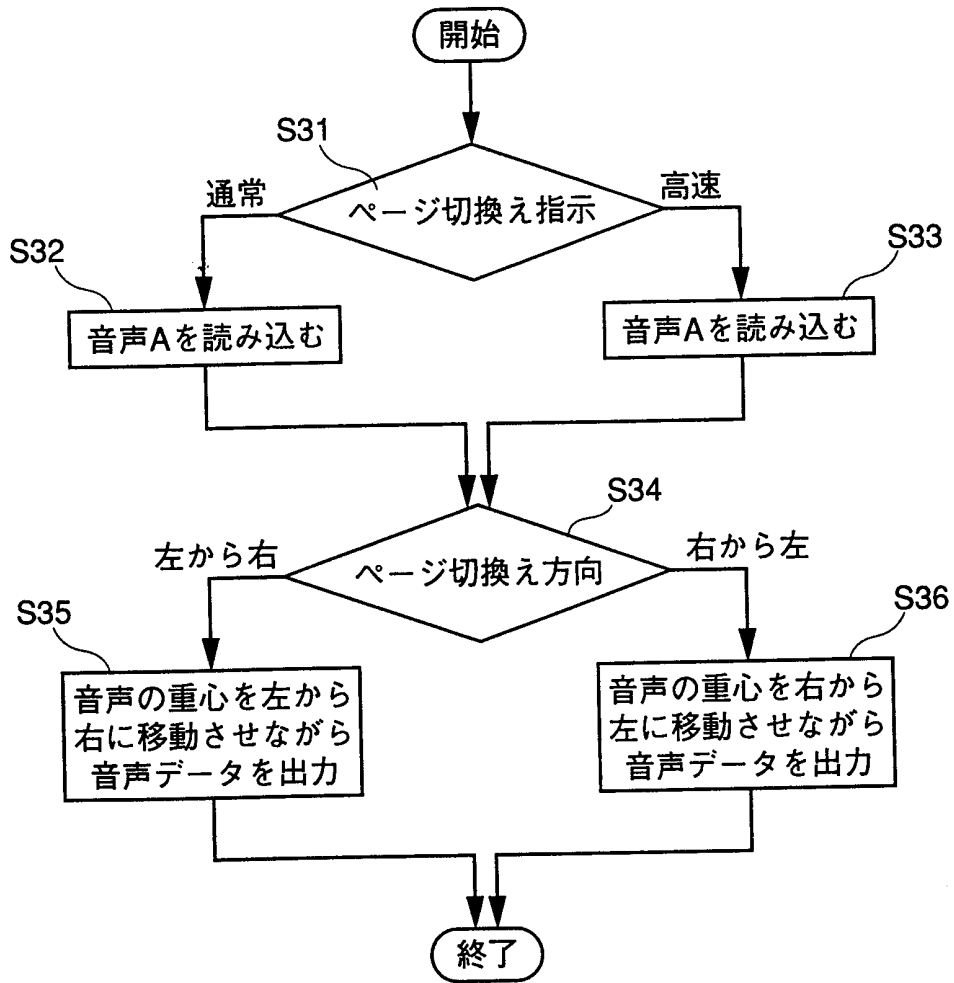 開始
S31
ページ切換え指示
通常
高速
S32
S33
音声Aを読み込む
音声Aを読み込む
S34
ページ切換え方向
左から右
右から左
S35
S36
音声の重心を左から
右に移動させながら
音声データを出力
音声の重心を右から
左に移動させながら
音声データを出力
終了